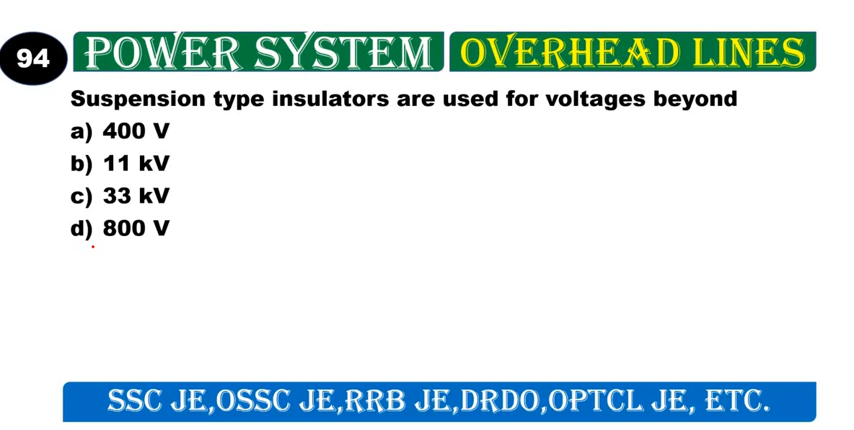 94
POWER SYSTEM OVERHEAD LINES
Suspension type insulators are used for voltages beyond
a) 400 V
b) 11 kV
c) 33 kV
d) 800 V
SSC JE,OSSC JE,RRB JE,DRDO,OPTCL JE, ETC.